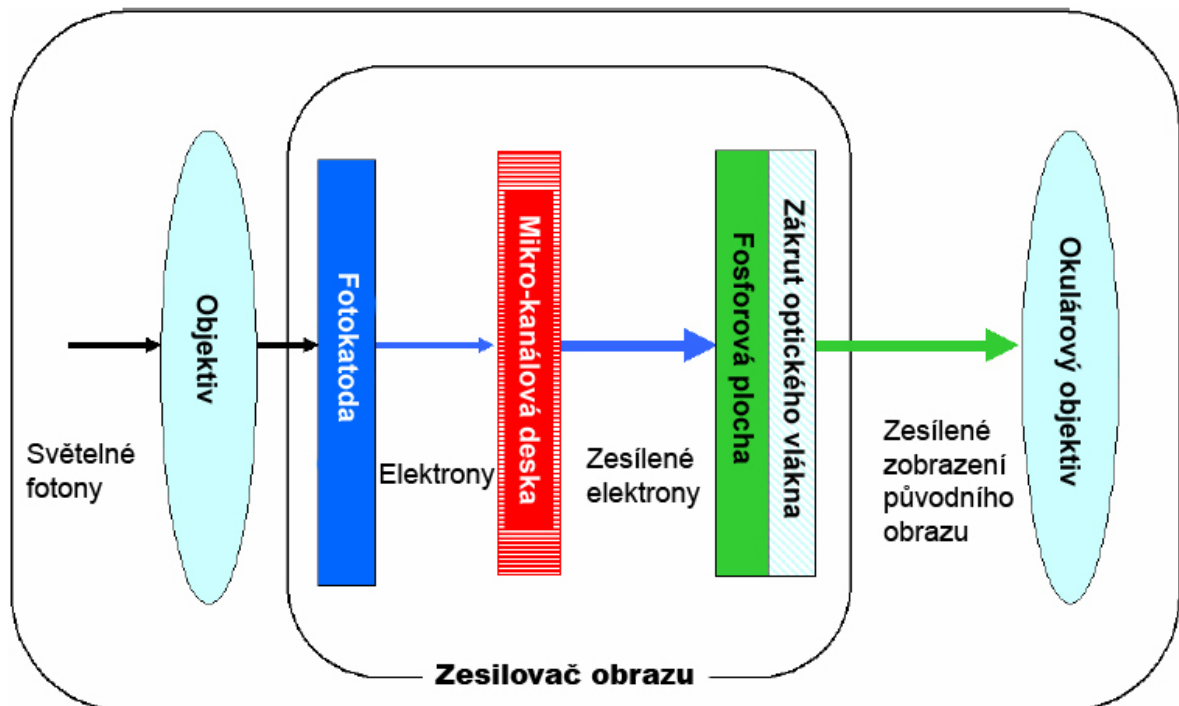 Světelné
fotony
Objektiv
Fotokatoda
Elektrony
Mikro-kanálová deska
Zesílené
elektrony
Fosforová plocha
Zákrut optického vlákna
Zesílené
zobrazení
původního
obrazu
Okulárový objektiv
Zesilovač obrazu